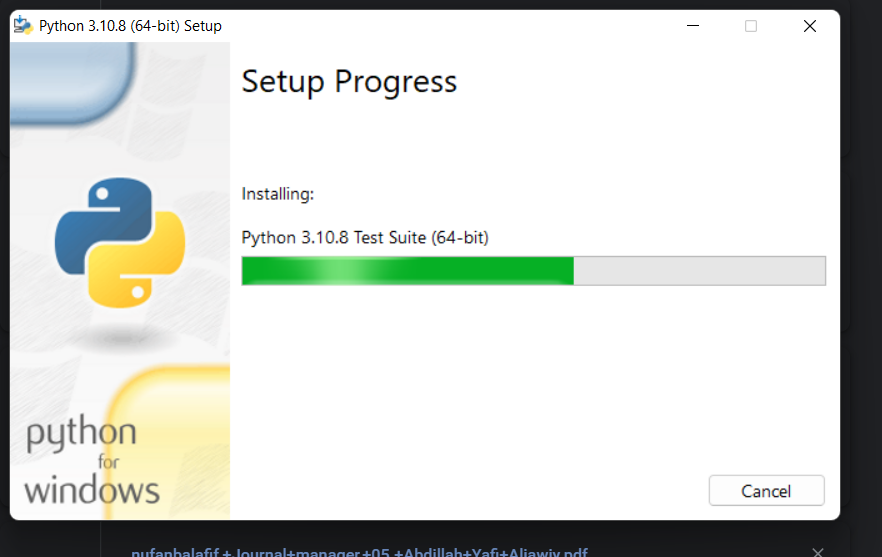 Python 3.10.8 (64-bit) Setup
Setup Progress
Installing:
Python 3.10.8 Test Suite (64-bit)
python
for
windows
Cancel
nufanbalafif,+Journal+manager,+05.+Abdillah+Yafi+Aljawiy.pdf